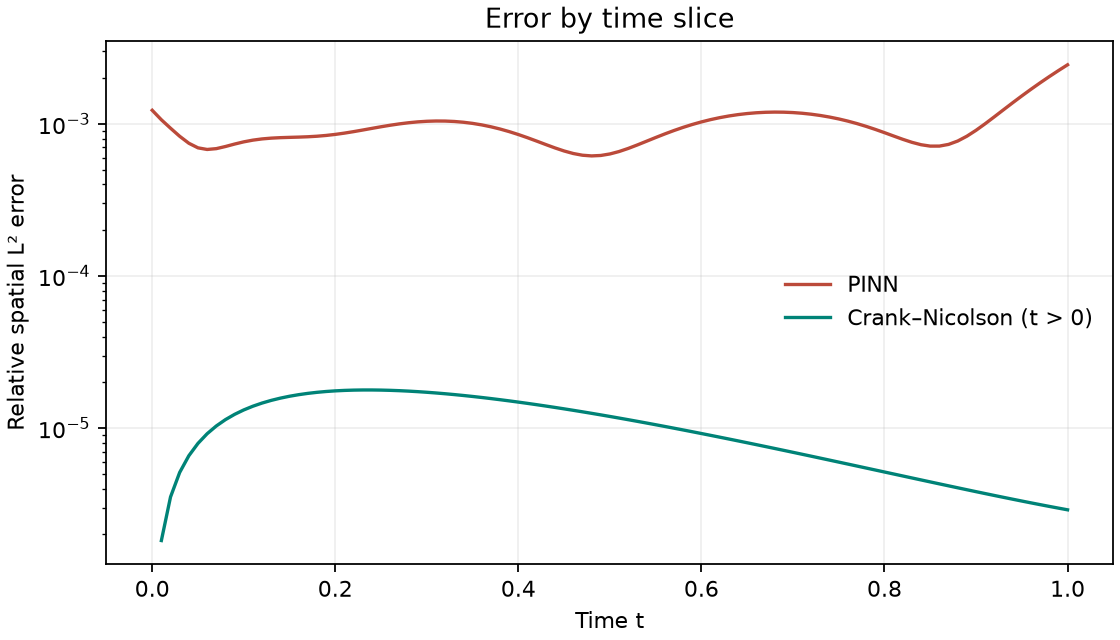 Error by time slice
Relative spatial L² error
10⁻³
10⁻⁴
10⁻⁵
PINN
Crank–Nicolson (t > 0)
0.0 0.2 0.4 0.6 0.8 1.0
Time t